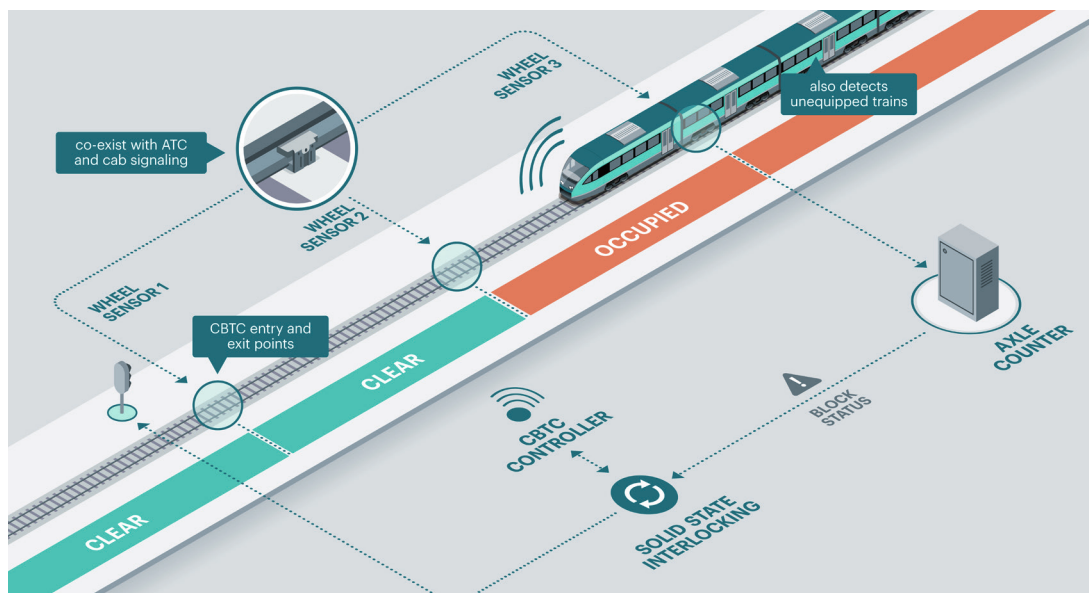 WHEEL
SENSOR 3
also detects
unequipped trains
co-exist with ATC
and cab signaling
WHEEL
SENSOR 2
WHEEL
SENSOR 1
OCCUPIED
CBTC entry and
exit points
CLEAR
AXLE
COUNTER
BLOCK
STATUS
CBTC
CONTROLLER
CLEAR
SOLID STATE
INTERLOCKING